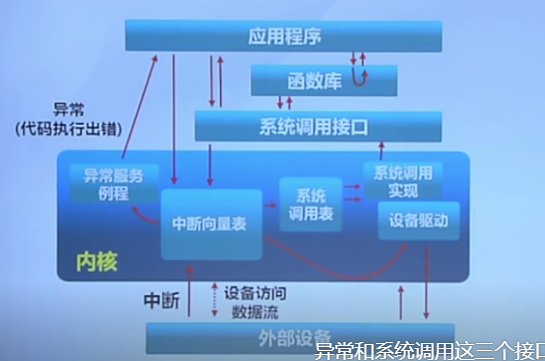 应用程序
函数库
异常
(代码执行出错)
系统调用接口
异常服务
例程
中断向量表
系统
调用表
系统调用
实现
设备驱动
内核
中断
设备访问
数据流
外部设备
异常和系统调用这三个接口